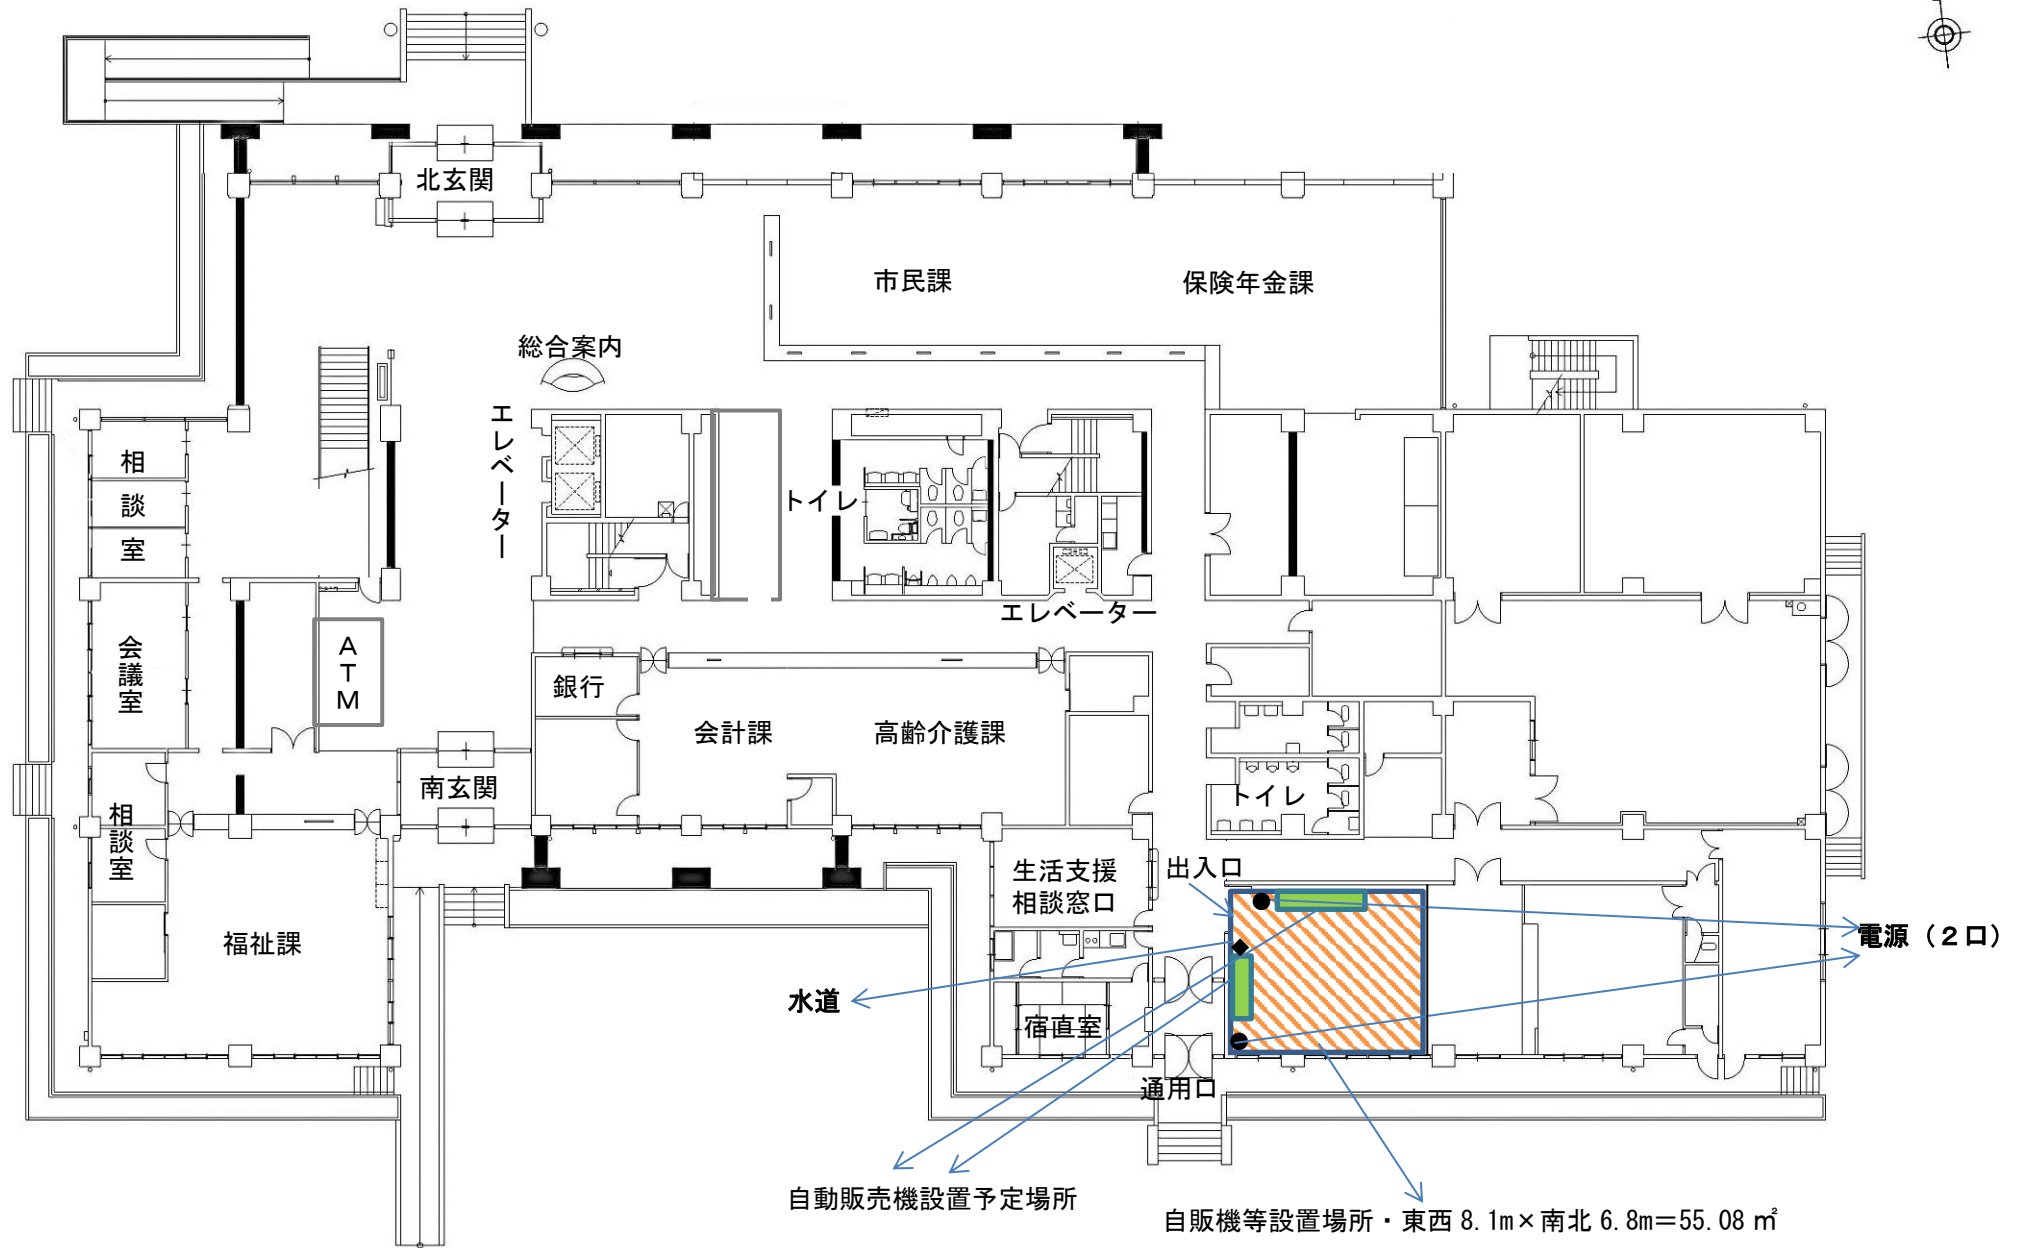 北玄関
市民課
保険年金課
総合案内
エレベーター
相
談
室
トイレ
エレベーター
会議室
ATM
銀行
会計課
高齢介護課
南玄関
トイレ
相談室
生活支援
相談窓口
出入口
福祉課
電源（２口）
水道
宿直室
通用口
自動販売機設置予定場所
自販機等設置場所・東西 8.1m×南北 6.8m＝55.08 ㎡